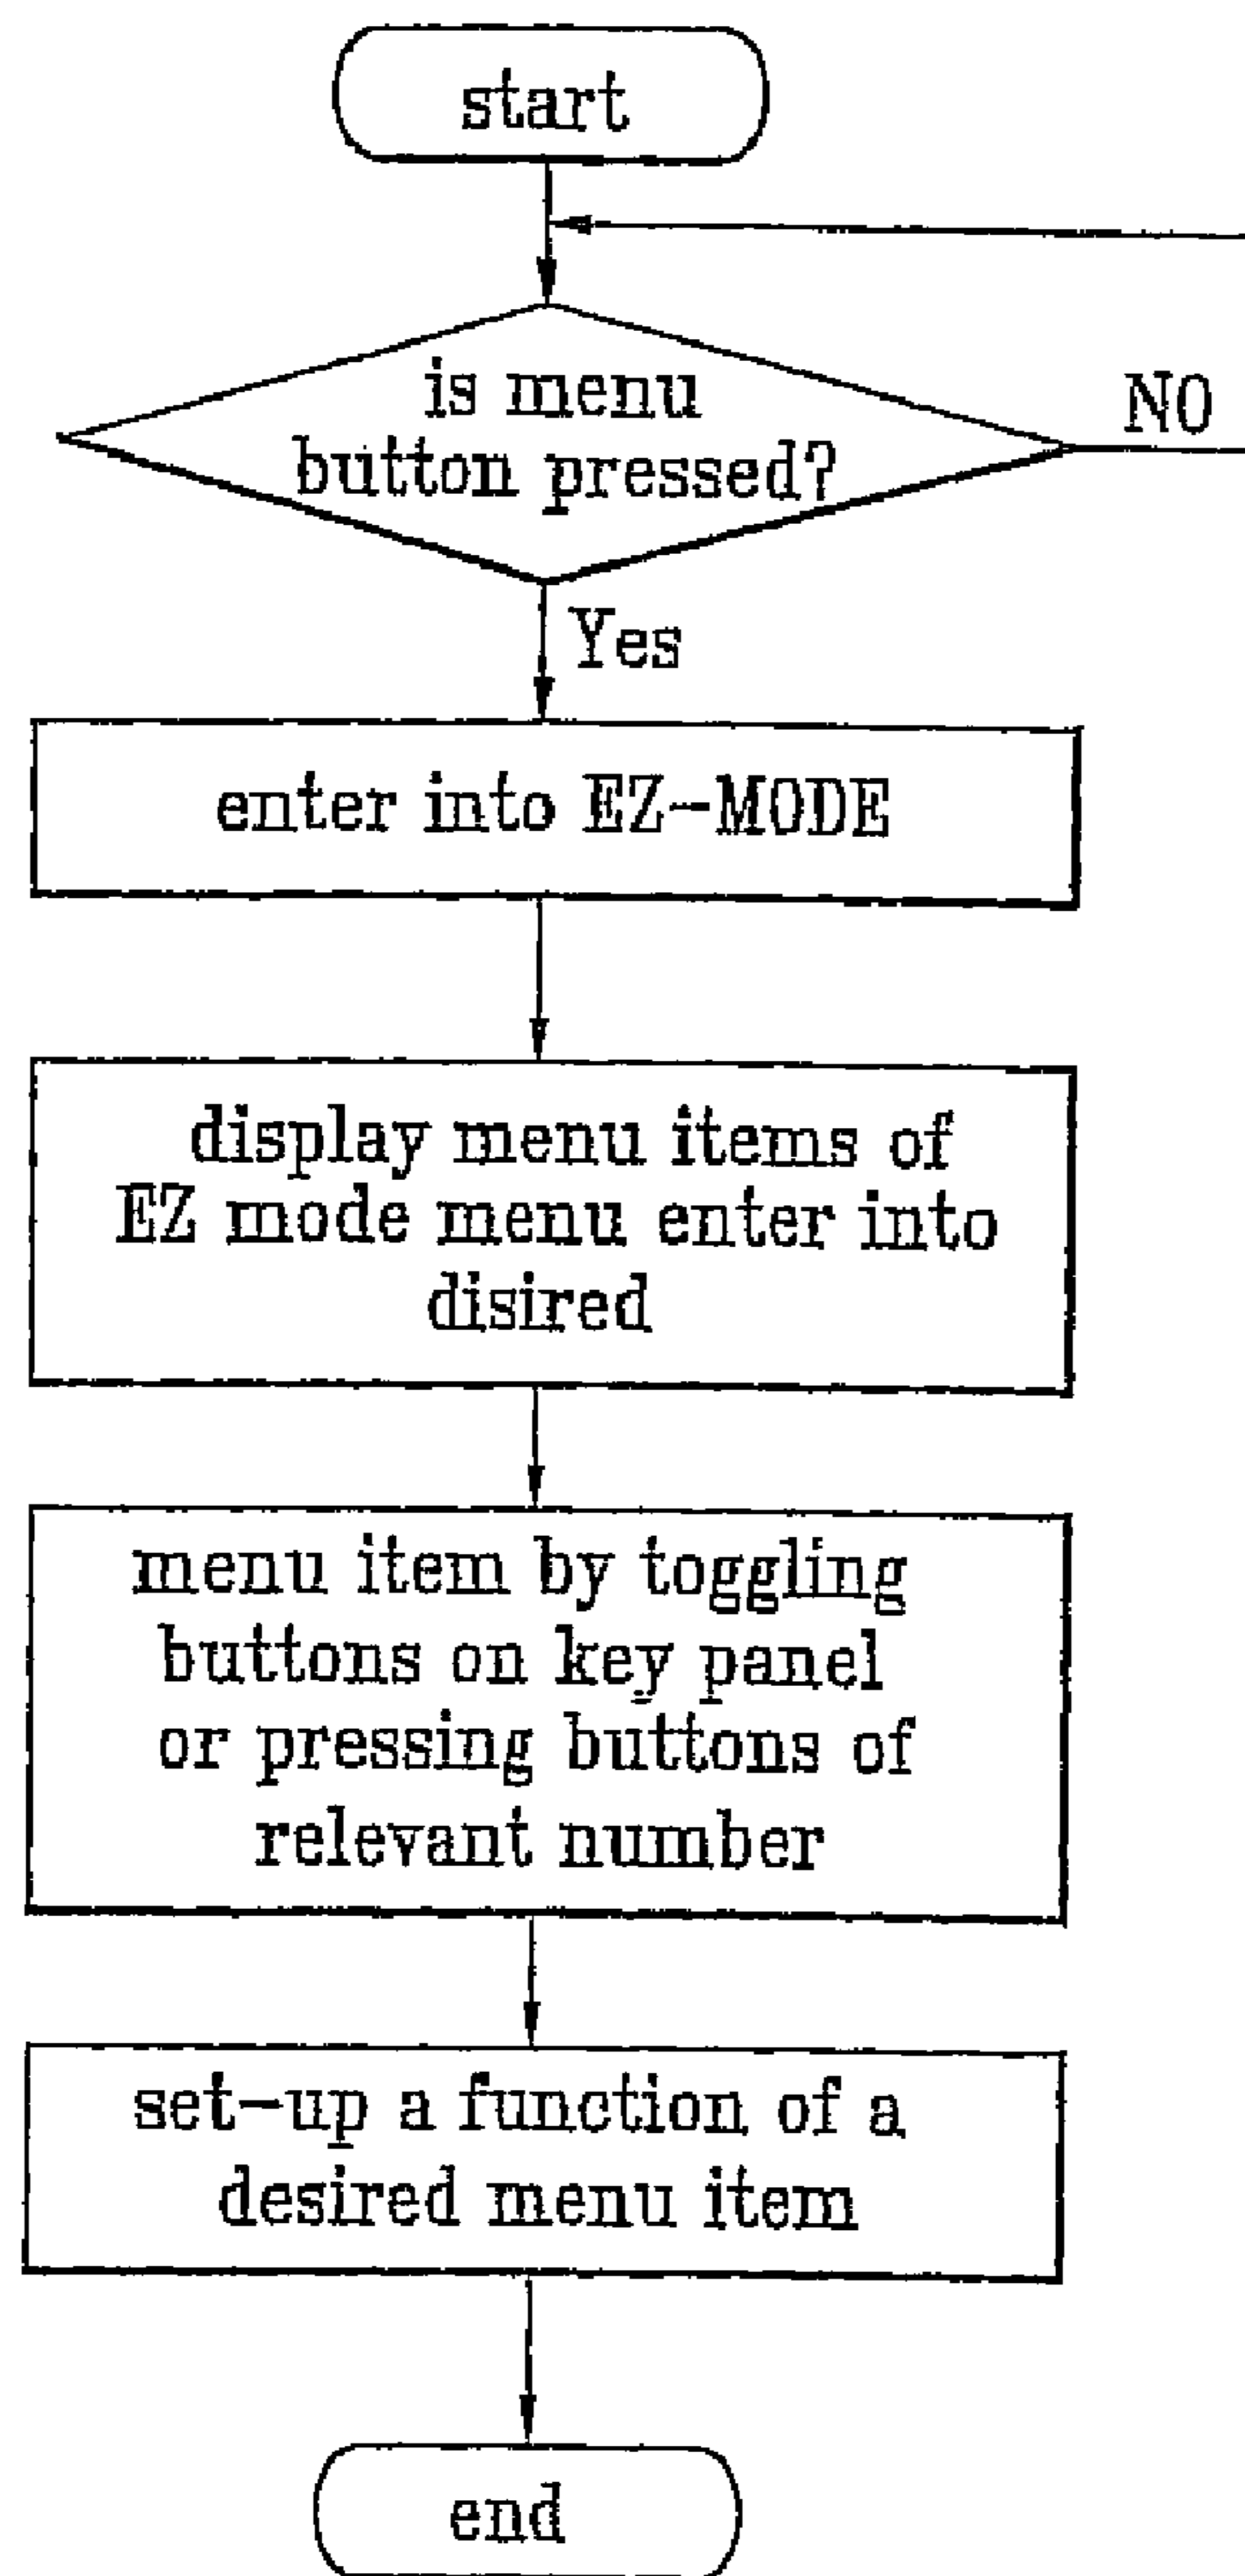 start
is menu
button pressed?
NO
Yes
enter into EZ-MODE
display menu items of
EZ mode menu enter into
disired
menu item by toggling
buttons on key panel
or pressing buttons of
relevant number
set-up a function of a
desired menu item
end